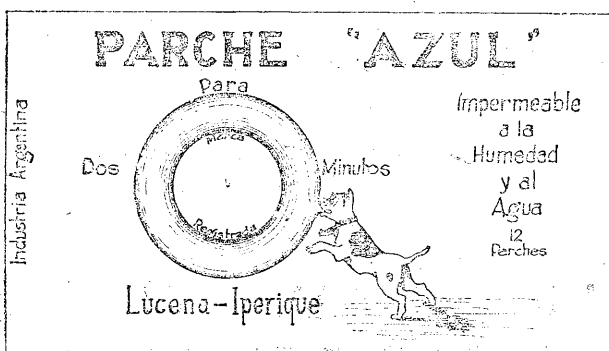 PARCHE "AZUL"
Para
Marca
Dos
Minutos
Registrada
Lucena-Iperique
Impermeable
a la
Humedad
y al
Agua
12
Parches
Industria Argentina